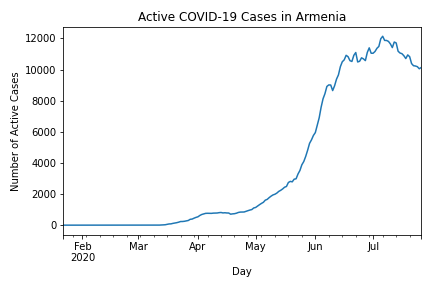 Active COVID-19 Cases in Armenia
Number of Active Cases
12000
10000
8000
6000
4000
2000
0
Feb Mar Apr May Jun Jul
2020
Day